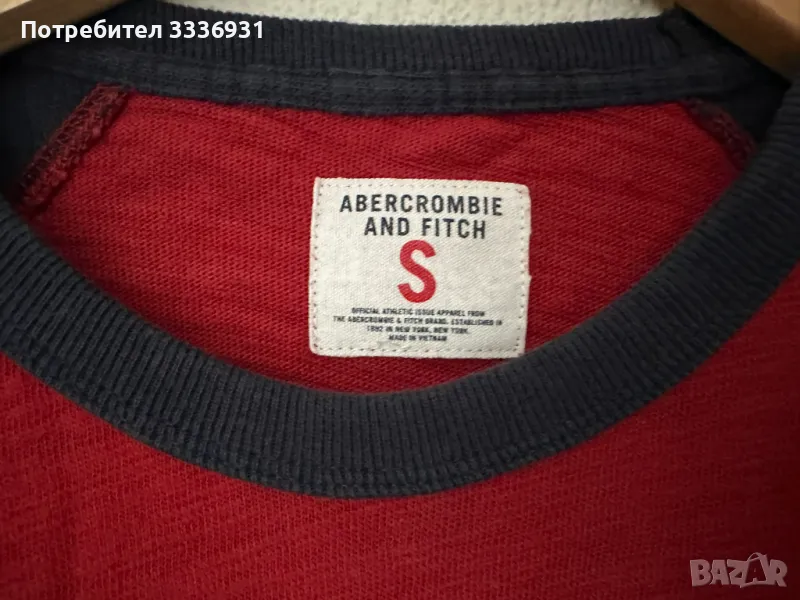 Потребител 3336931
ABERCROMBIE
AND FITCH
S
OFFICIAL ATHLETIC ISSUE APPAREL FROM
THE ABERCROMBIE & FITCH BRAND. ESTABLISHED IN
1892 IN NEW YORK, NEW YORK.
MADE IN VIETNAM
BAZAR